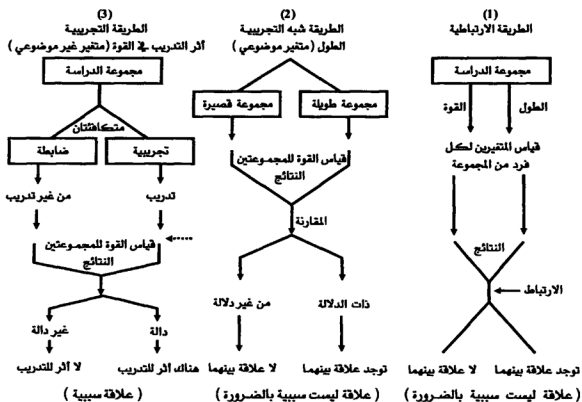 (1)
الطريقة الارتباطية
مجموعة الدراسة
القوة
الطول
قياس المتغيرين لكل
فرد من المجموعة
النتائج
الارتباط
توجد علاقة بينهما
لا علاقة بينهما
(علاقة ليست سببية بالضرورة)
(2)
الطريقة شبه التجريبية
الطول (متغير موضوعي)
مجموعة طويلة
مجموعة قصيرة
قياس القوة للمجموعتين
النتائج
المقارنة
ذات الدلالة
من غير دلالة
توجد علاقة بينهما
لا علاقة بينهما
(علاقة ليست سببية بالضرورة)
(3)
الطريقة التجريبية
أثر التدريب في القوة (متغير غير موضوعي)
مجموعة الدراسة
متكافئتان
تجريبية
ضابطة
تدريب
من غير تدريب
قياس القوة للمجموعتين
النتائج
دالة
غير دالة
هناك أثر للتدريب
لا أثر للتدريب
(علاقة سببية)